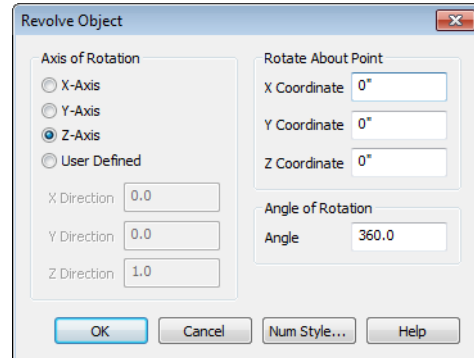 Revolve Object
Axis of Rotation
X-Axis
Y-Axis
Z-Axis
User Defined
X Direction 0.0
Y Direction 0.0
Z Direction 1.0
Rotate About Point
X Coordinate 0"
Y Coordinate 0"
Z Coordinate 0"
Angle of Rotation
Angle 360.0
OK Cancel Num Style... Help